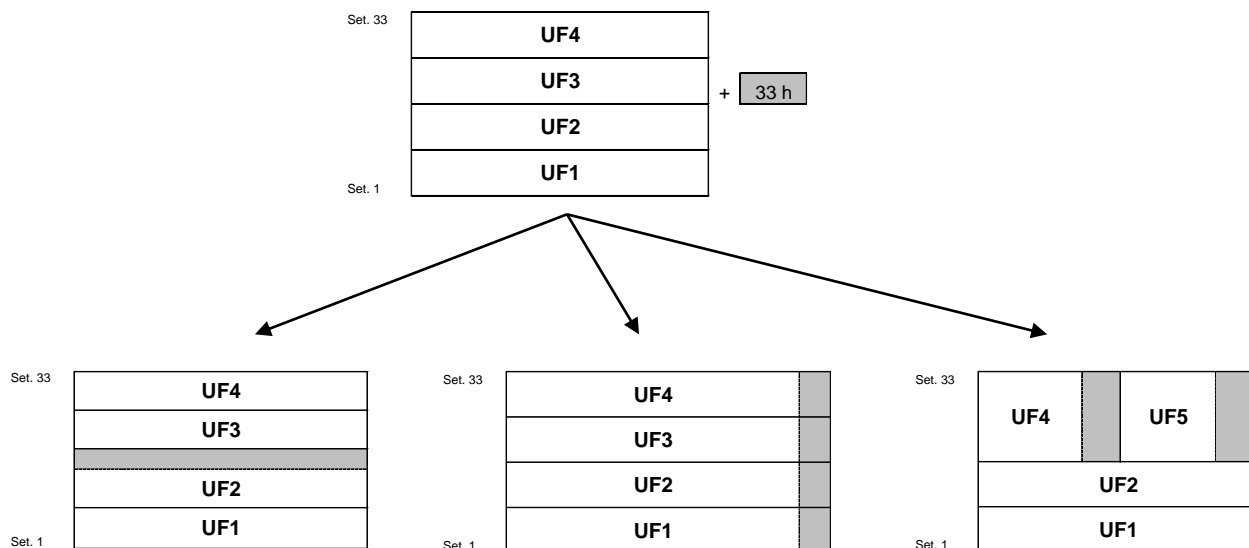 Set. 33
UF4
UF3
+ 33 h
UF2
UF1
Set. 1
Set. 33
UF4
UF3
UF2
UF1
Set. 1
Set. 33
UF4
UF3
UF2
UF1
Set. 1
Set. 33
UF4 UF5
UF2
UF1
Set. 1